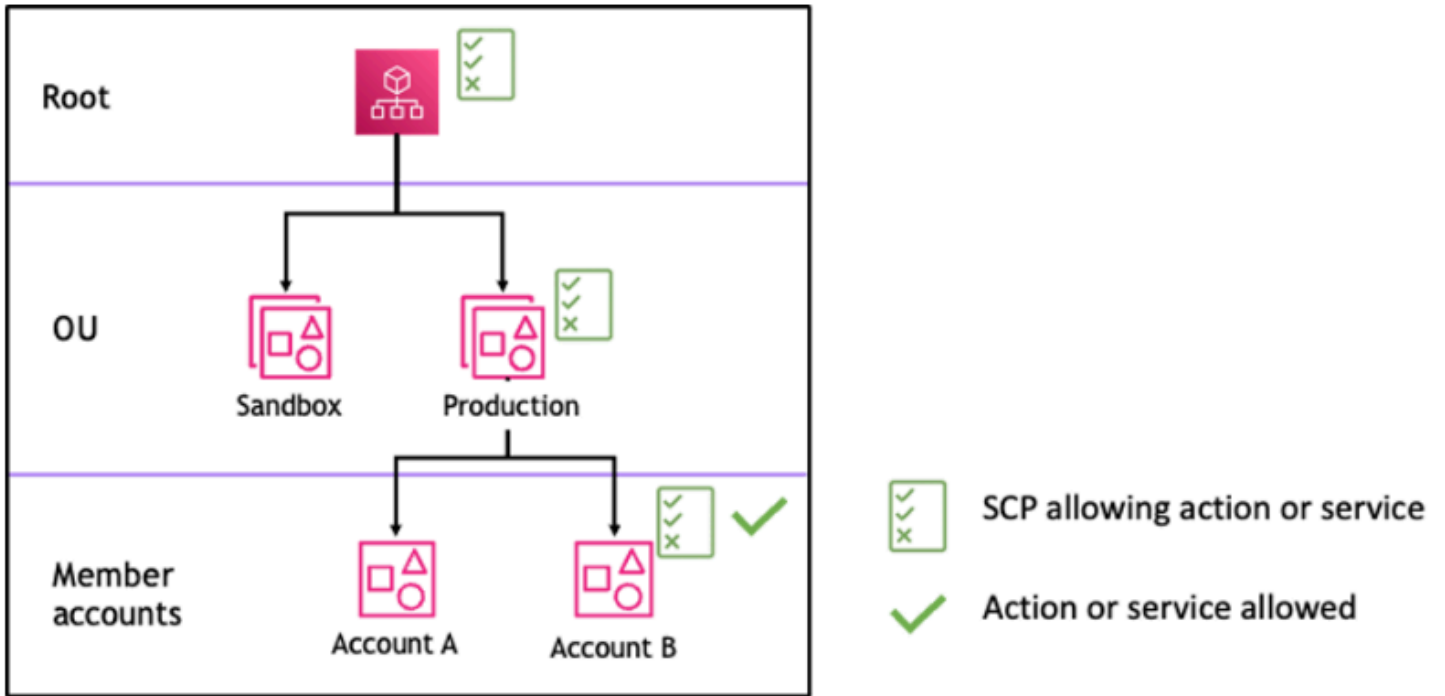 Root
OU
Sandbox
Production
Member
accounts
Account A
Account B
SCP allowing action or service
Action or service allowed